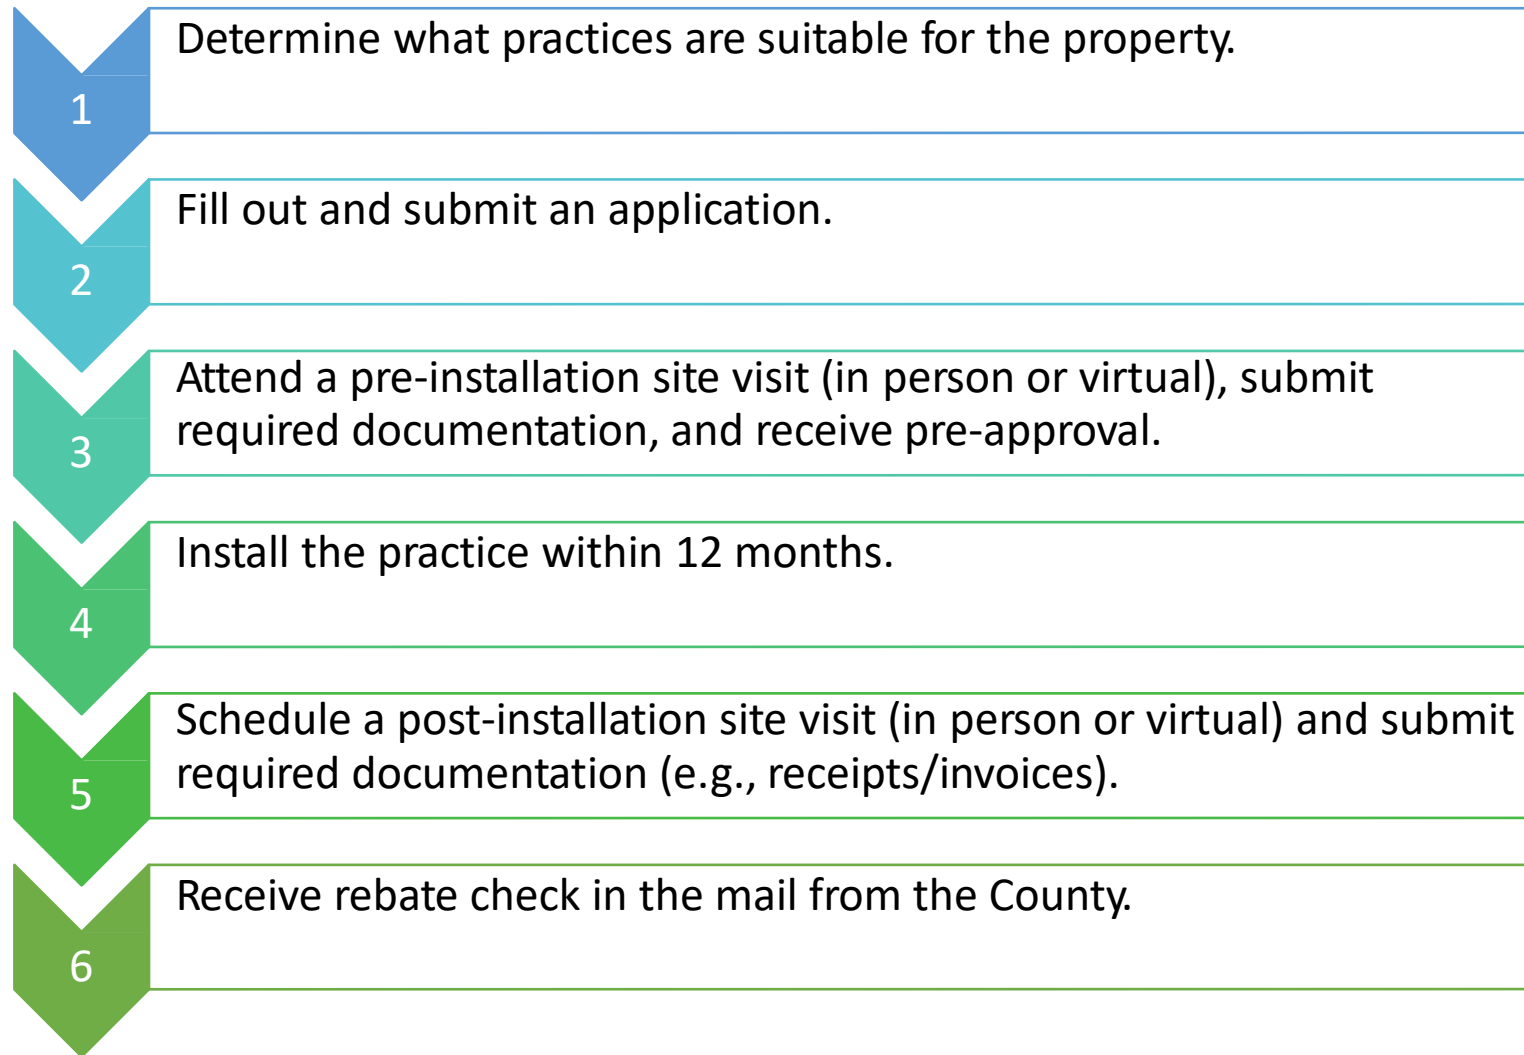 1
Determine what practices are suitable for the property.
2
Fill out and submit an application.
3
Attend a pre-installation site visit (in person or virtual), submit
required documentation, and receive pre-approval.
4
Install the practice within 12 months.
5
Schedule a post-installation site visit (in person or virtual) and submit
required documentation (e.g., receipts/invoices).
6
Receive rebate check in the mail from the County.